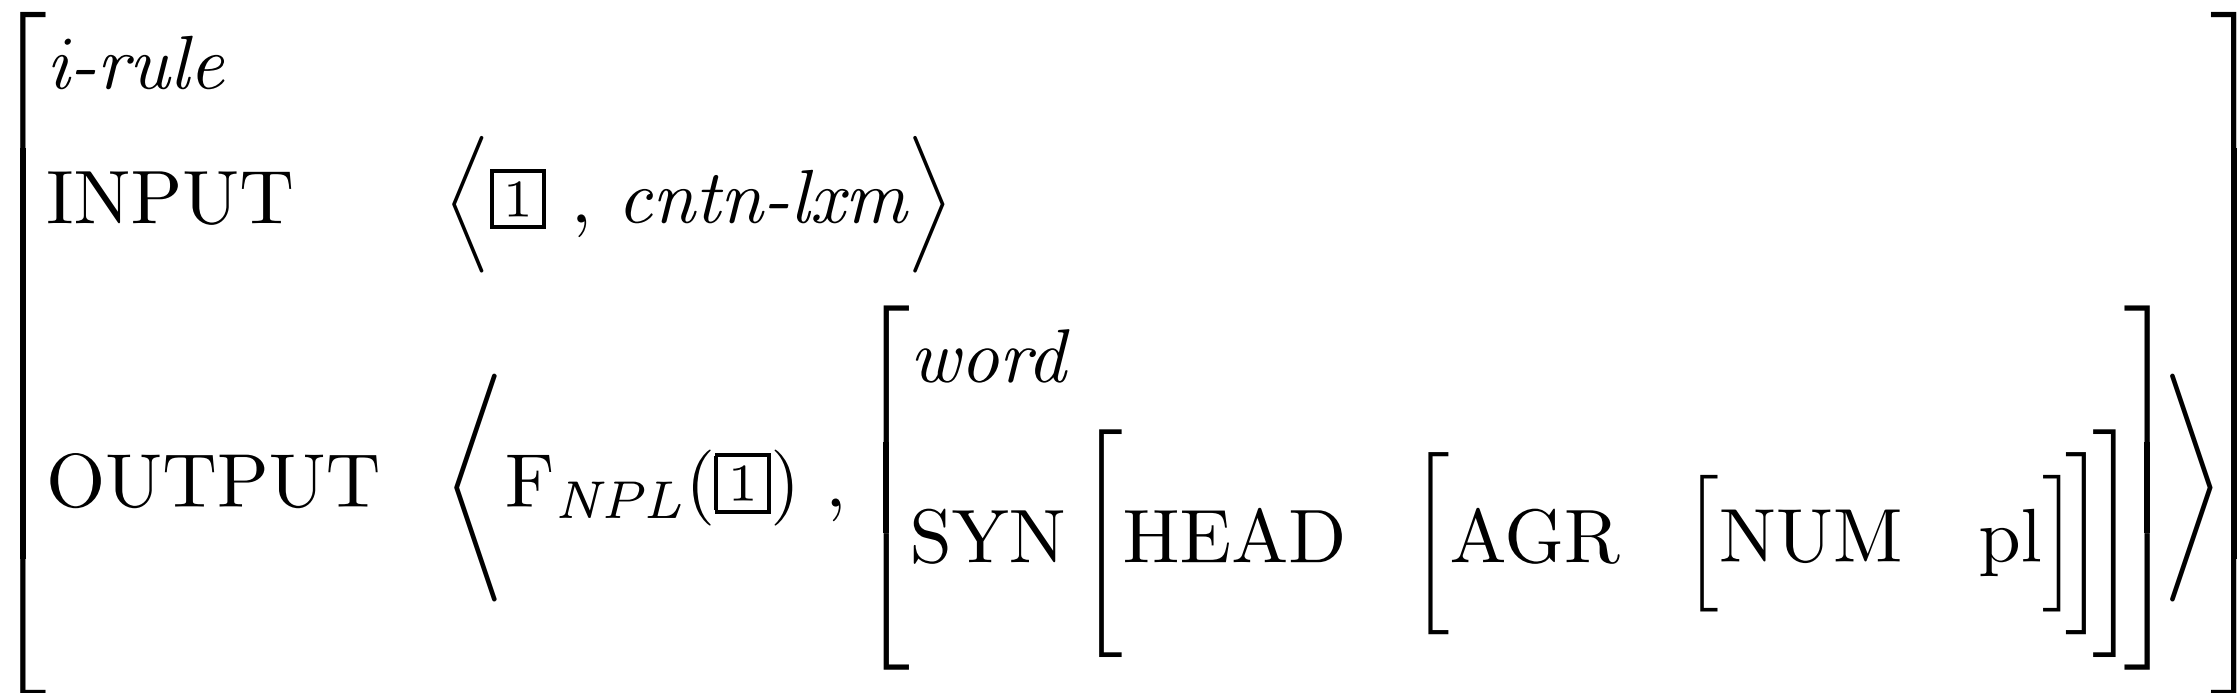 i-rule
INPUT ⟨ 1 , cntn-lxm ⟩
word
OUTPUT ⟨ F_NPL( 1 ) , SYN [HEAD [AGR [NUM pl]]] ⟩